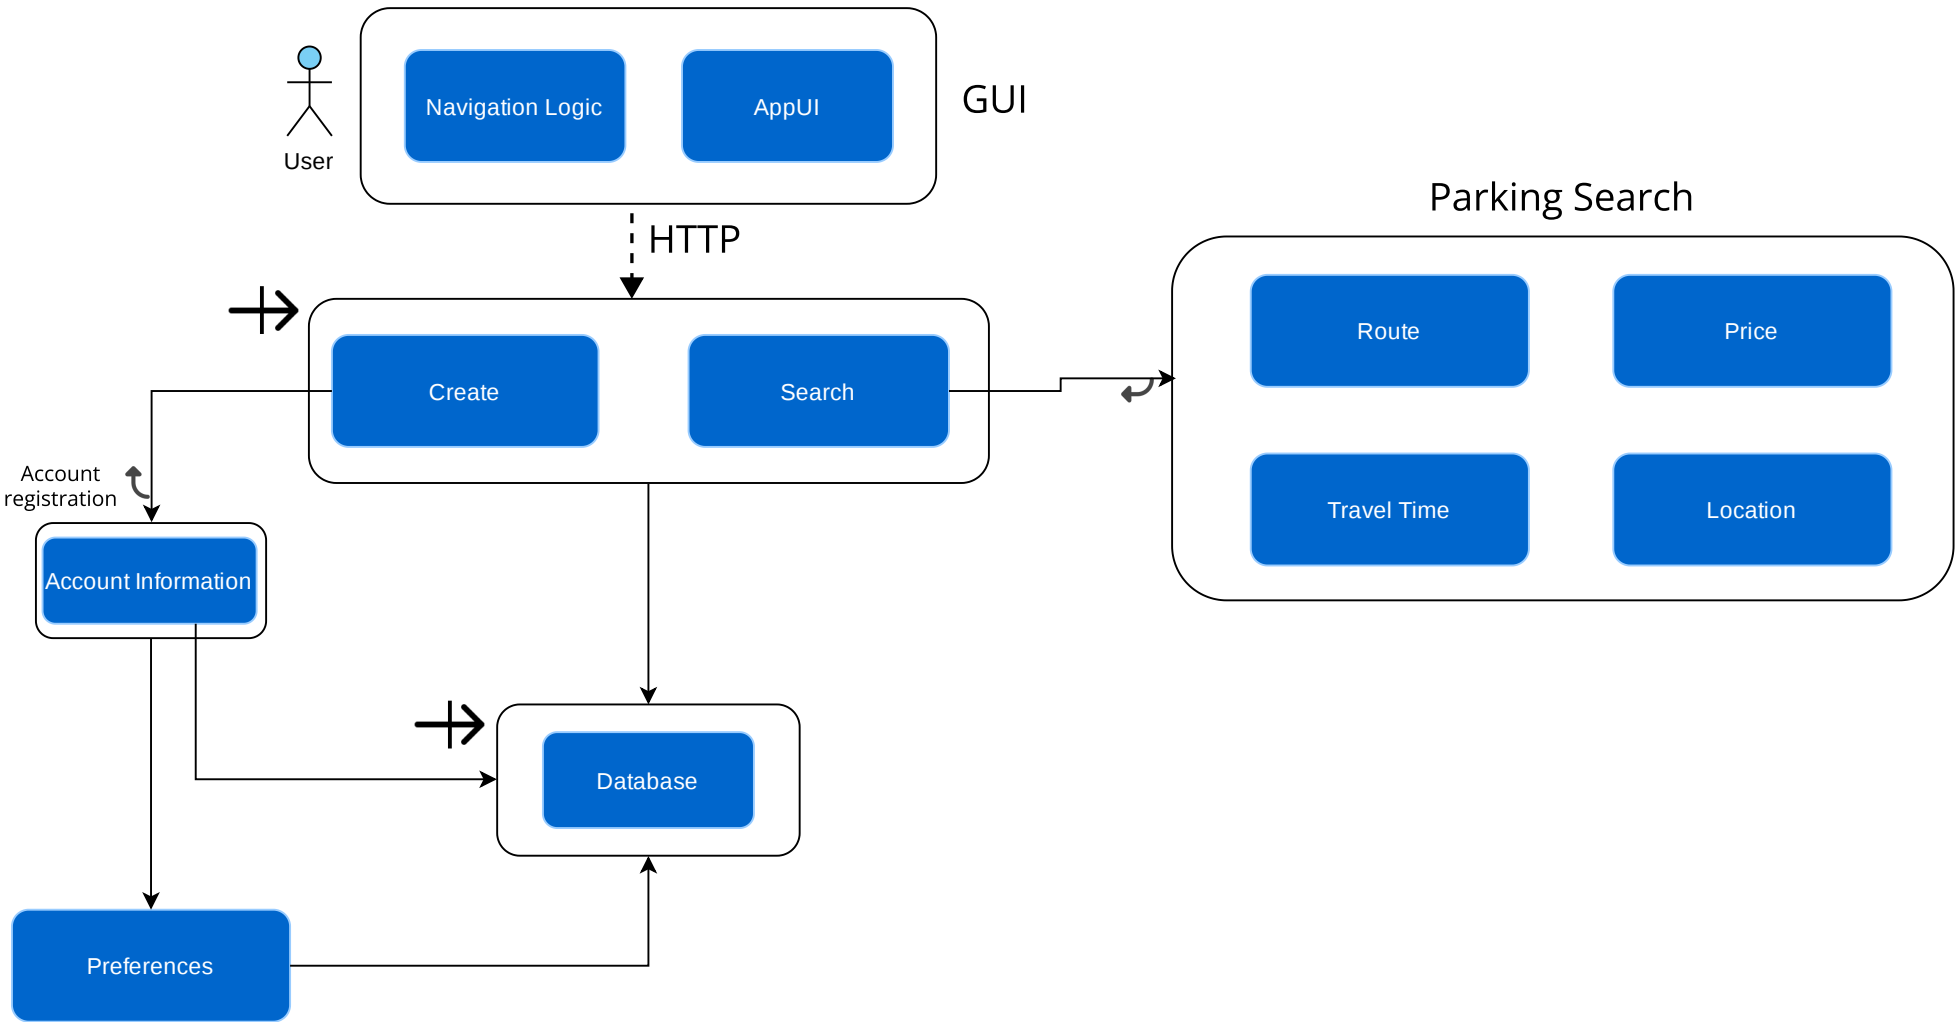 Navigation Logic
AppUI
GUI
User
HTTP
Parking Search
Create
Search
Route
Price
Travel Time
Location
Account
registration
Account Information
Database
Preferences